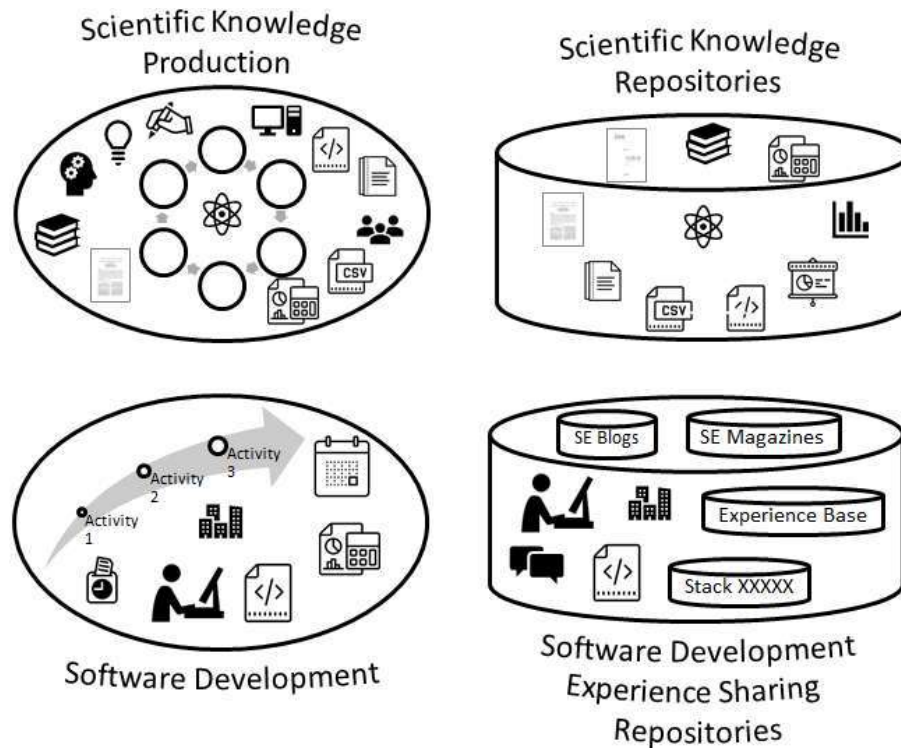 Scientific Knowledge
Production
</>
CSV
Scientific Knowledge
Repositories
CSV
</>
Activity
1
Activity
2
Activity
3
</>
Software Development
SE Blogs
SE Magazines
Experience Base
</>
Stack XXXXX
Software Development
Experience Sharing
Repositories